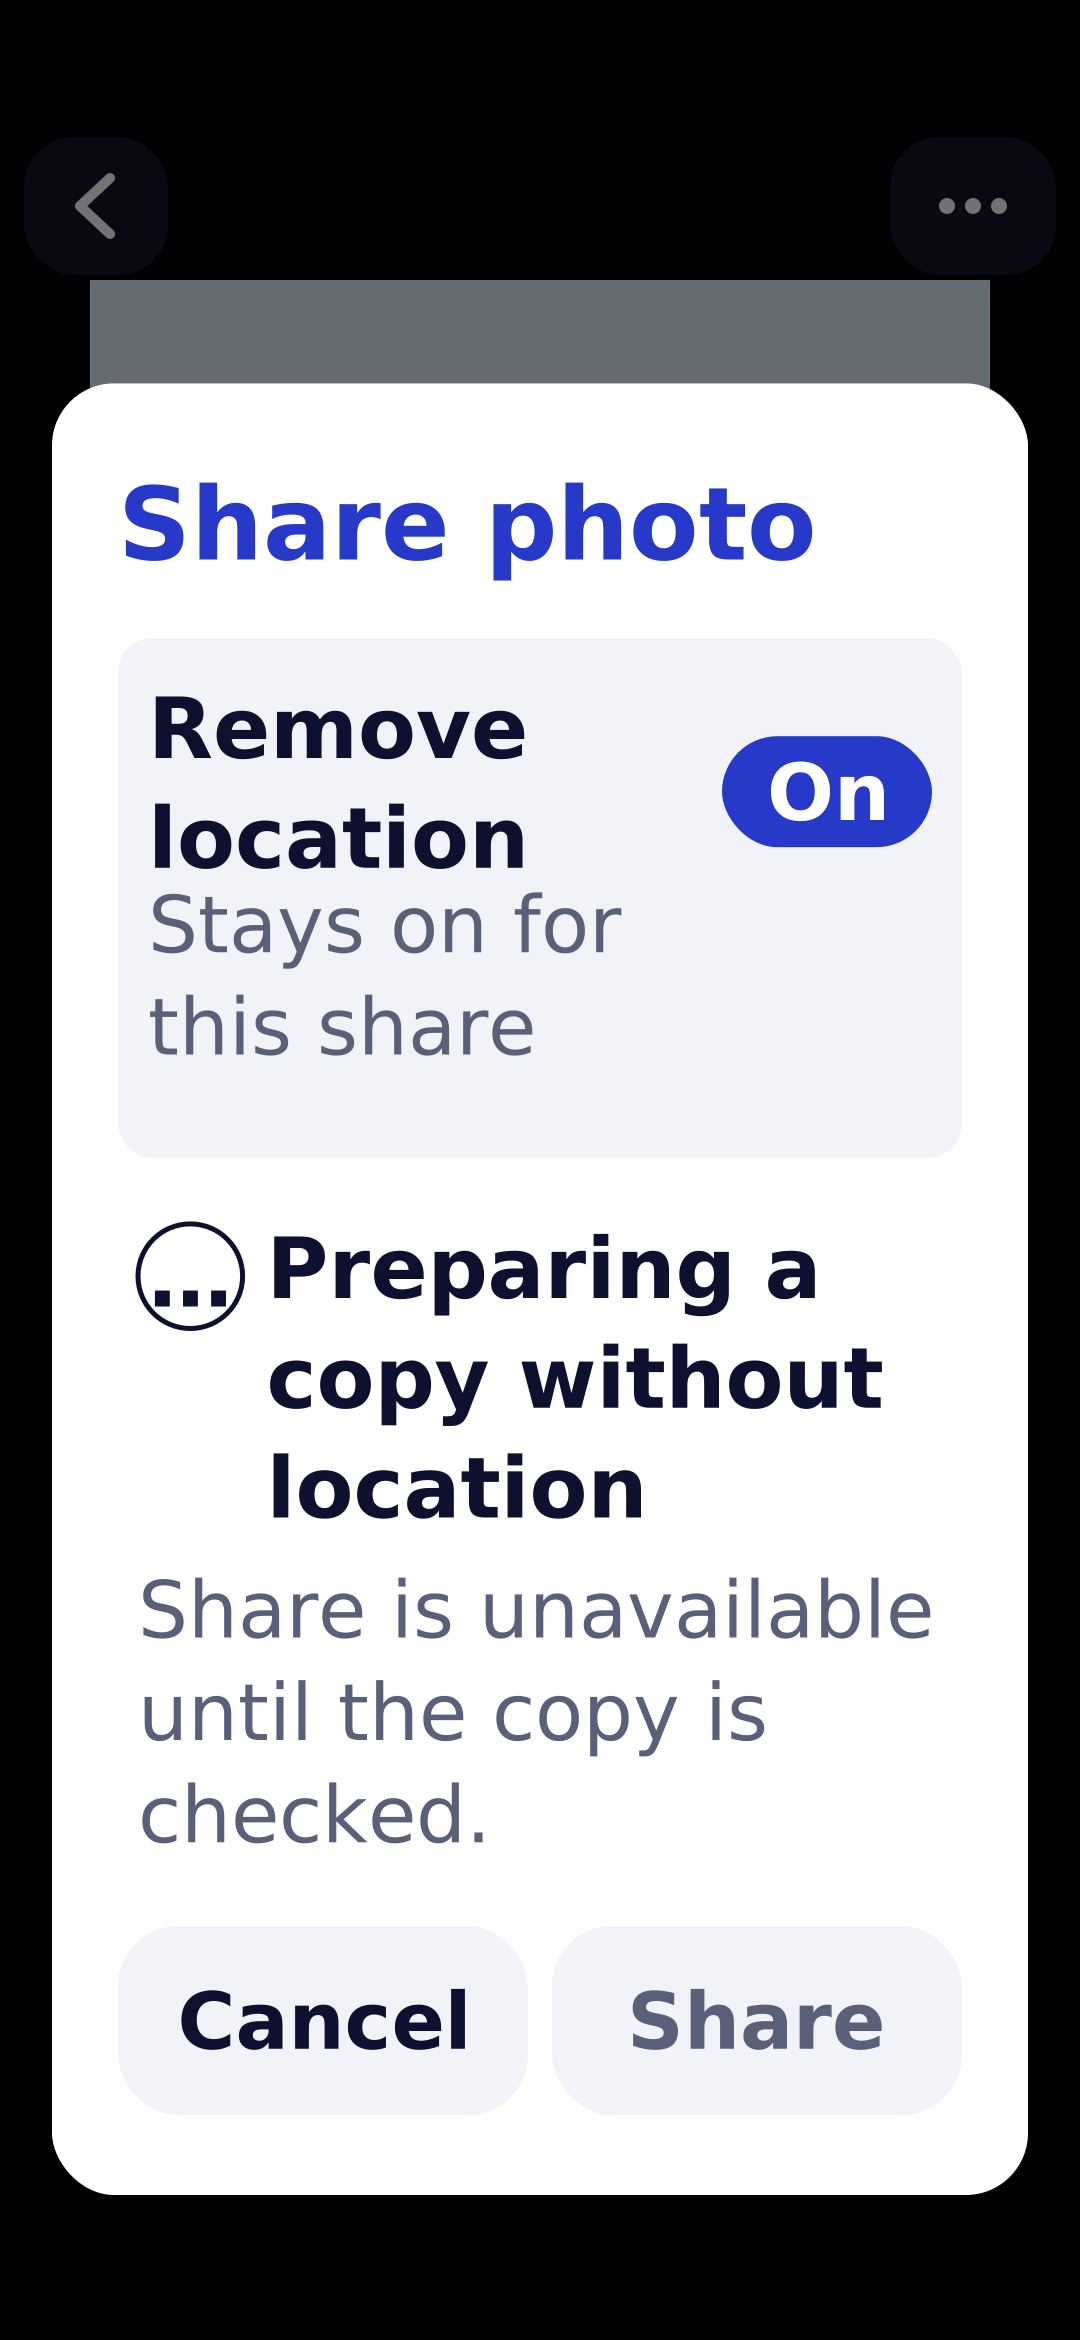 Share photo
Remove
location
On
Stays on for
this share
...
Preparing a
copy without
location
Share is unavailable
until the copy is
checked.
Cancel
Share